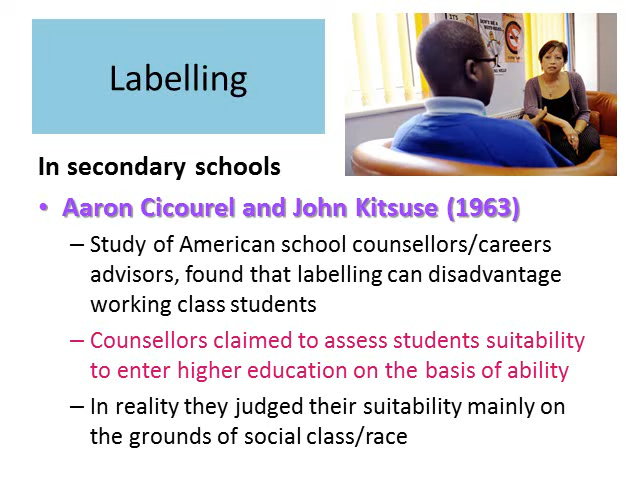 Labelling
In secondary schools
• Aaron Cicourel and John Kitsuse (1963)
– Study of American school counsellors/careers
advisors, found that labelling can disadvantage
working class students
– Counsellors claimed to assess students suitability
to enter higher education on the basis of ability
– In reality they judged their suitability mainly on
the grounds of social class/race